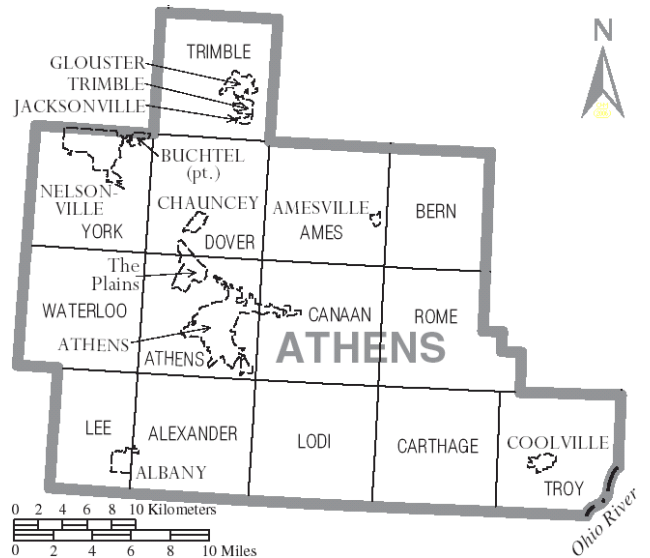 N
TRIMBLE
GLOUSTER
TRIMBLE
JACKSONVILLE
BUCHTEL
(pt.)
NELSON-
VILLE
YORK
CHAUNCEY
DOVER
AMESVILLE
AMES
BERN
The
Plains
WATERLOO
ATHENS
ATHENS
CANAAN
ROME
ATHENS
LEE
ALEXANDER
ALBANY
LODI
CARTHAGE
COOLVILLE
TROY
Ohio River
0 2 4 6 8 10 Kilometers
0 2 4 6 8 10 Miles